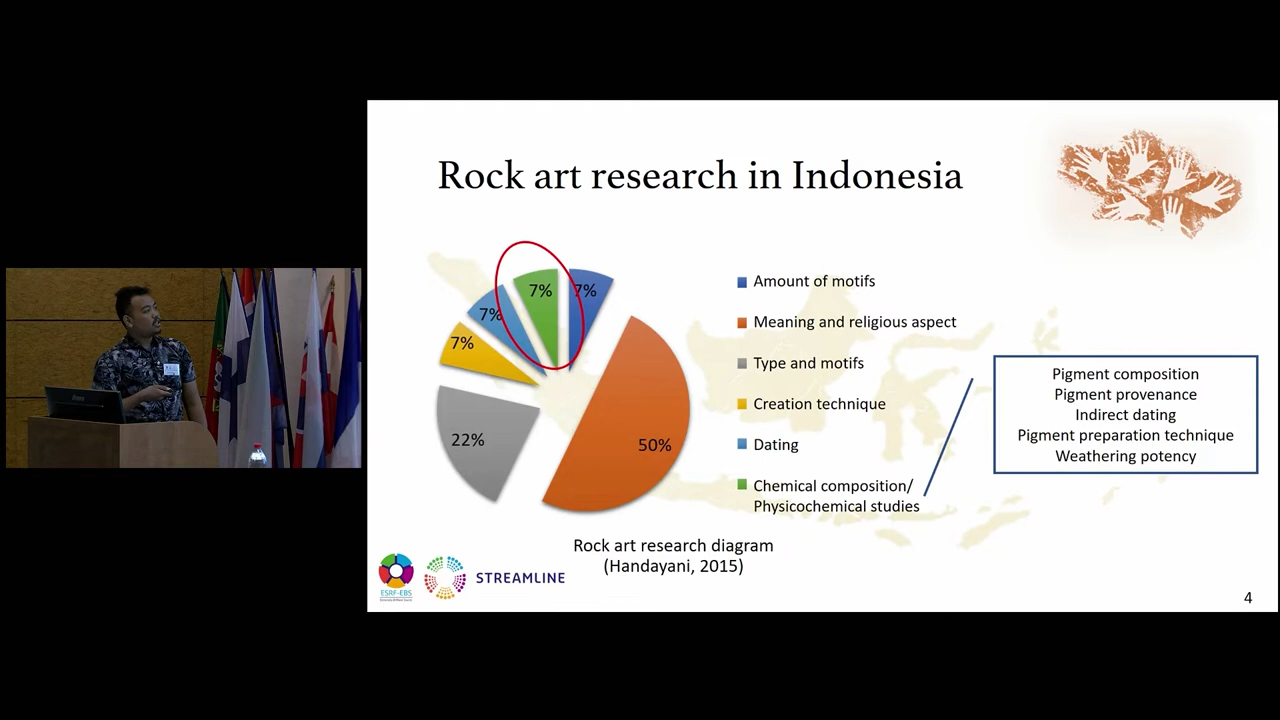 Rock art research in Indonesia
7%
7%
7%
7%
22%
50%
Amount of motifs
Meaning and religious aspect
Type and motifs
Creation technique
Dating
Chemical composition/
Physicochemical studies
Pigment composition
Pigment provenance
Indirect dating
Pigment preparation technique
Weathering potency
Rock art research diagram
(Handayani, 2015)
ESRF-EBS
STREAMLINE
4